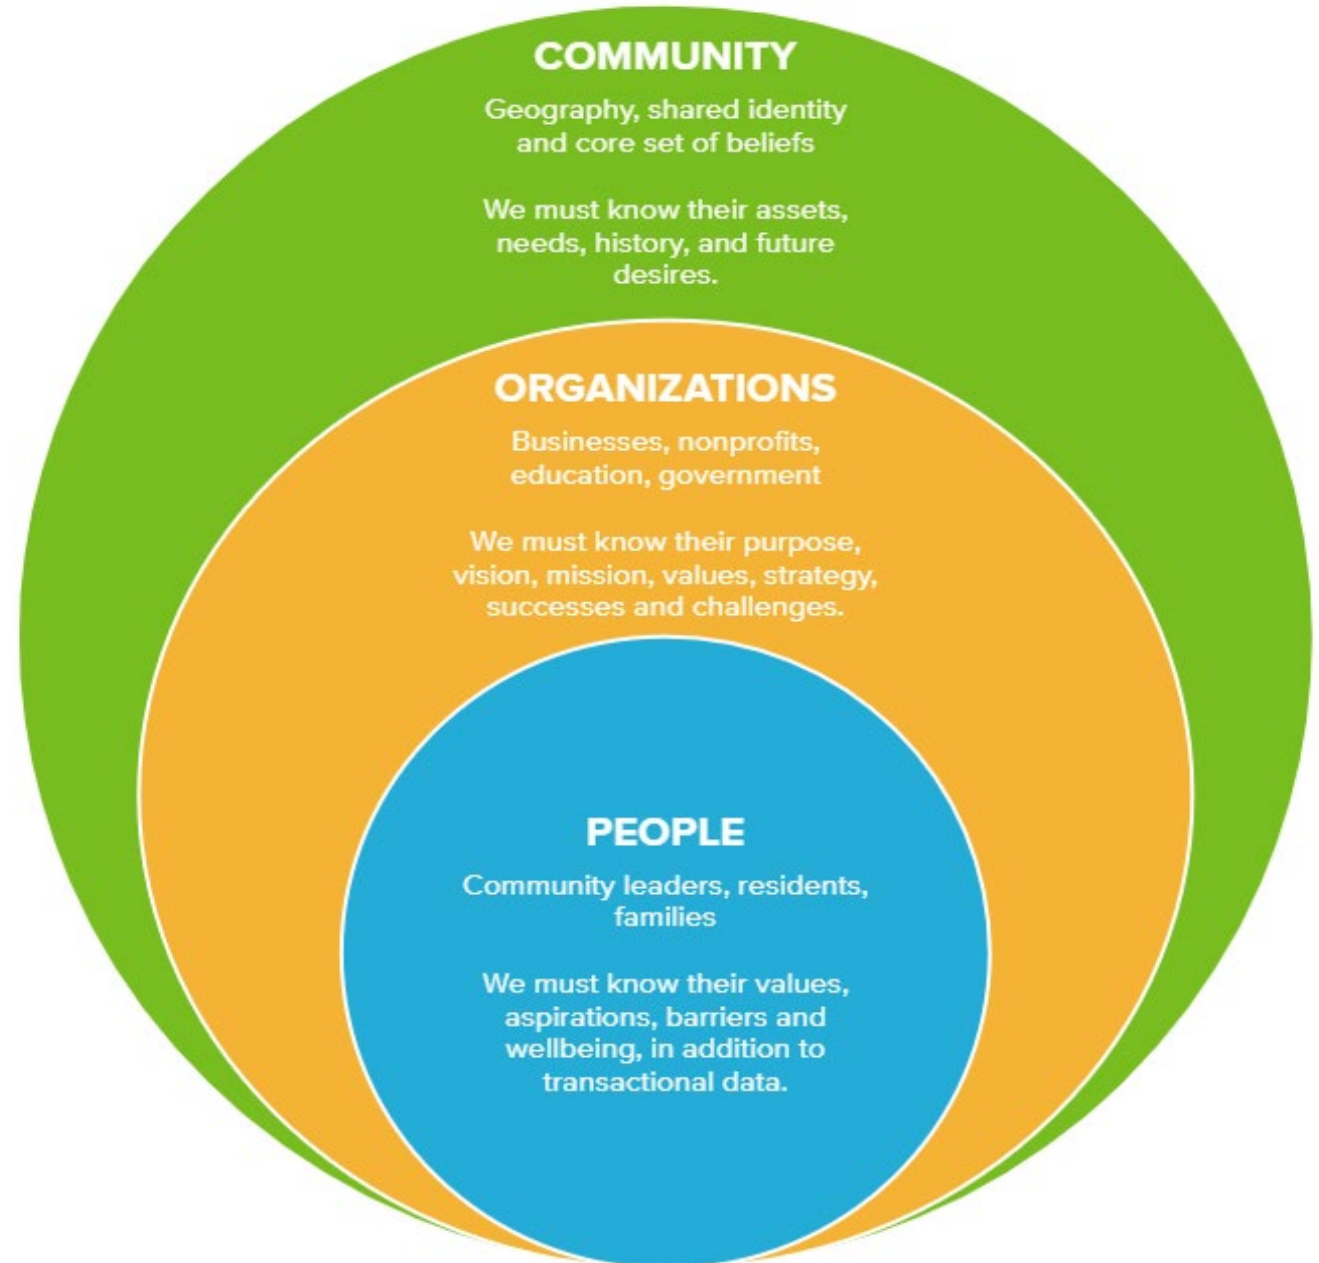 COMMUNITY
Geography, shared identity
and core set of beliefs
We must know their assets,
needs, history, and future
desires.
ORGANIZATIONS
Businesses, nonprofits,
education, government
We must know their purpose,
vision, mission, values, strategy,
successes and challenges.
PEOPLE
Community leaders, residents,
families
We must know their values,
aspirations, barriers and
wellbeing, in addition to
transactional data.